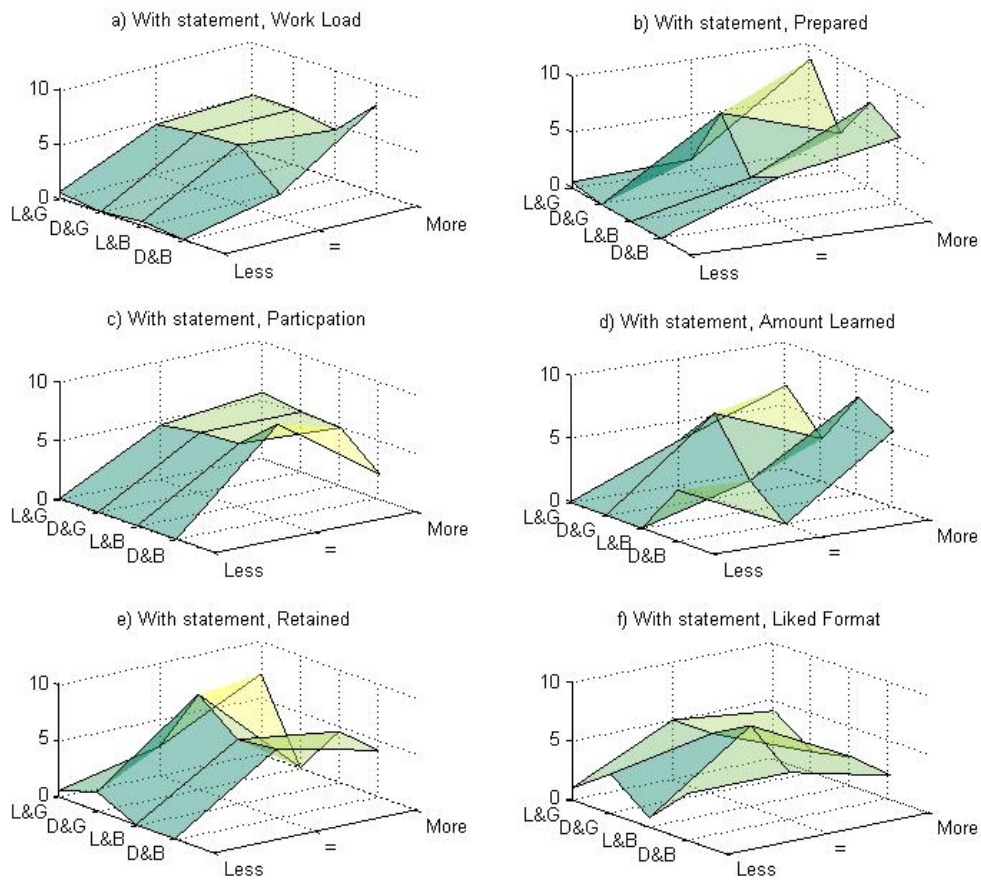 a) With statement, Work Load
10
5
0
L&G
D&G
L&B
D&B
Less
=
More
b) With statement, Prepared
10
5
0
L&G
D&G
L&B
D&B
Less
=
More
c) With statement, Particpation
10
5
0
L&G
D&G
L&B
D&B
Less
=
More
d) With statement, Amount Learned
10
5
0
L&G
D&G
L&B
D&B
Less
=
More
e) With statement, Retained
10
5
0
L&G
D&G
L&B
D&B
Less
=
More
f) With statement, Liked Format
10
5
0
L&G
D&G
L&B
D&B
Less
=
More